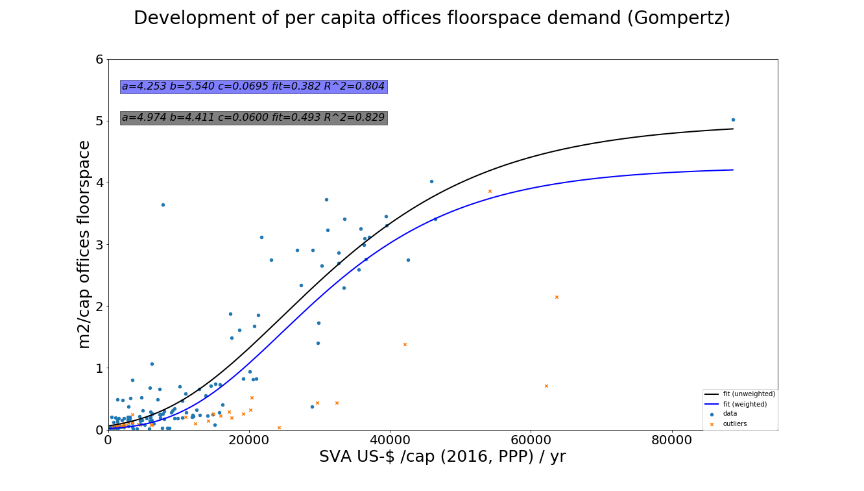 Development of per capita offices floorspace demand (Gompertz)
6
a=4.253 b=5.540 c=0.0695 fit=0.382 R^2=0.804
5
a=4.974 b=4.411 c=0.0600 fit=0.493 R^2=0.829
4
3
2
1
0
m2/cap offices floorspace
fit (unweighted)
fit (weighted)
data
outliers
0 20000 40000 60000 80000
SVA US-$ /cap (2016, PPP) / yr